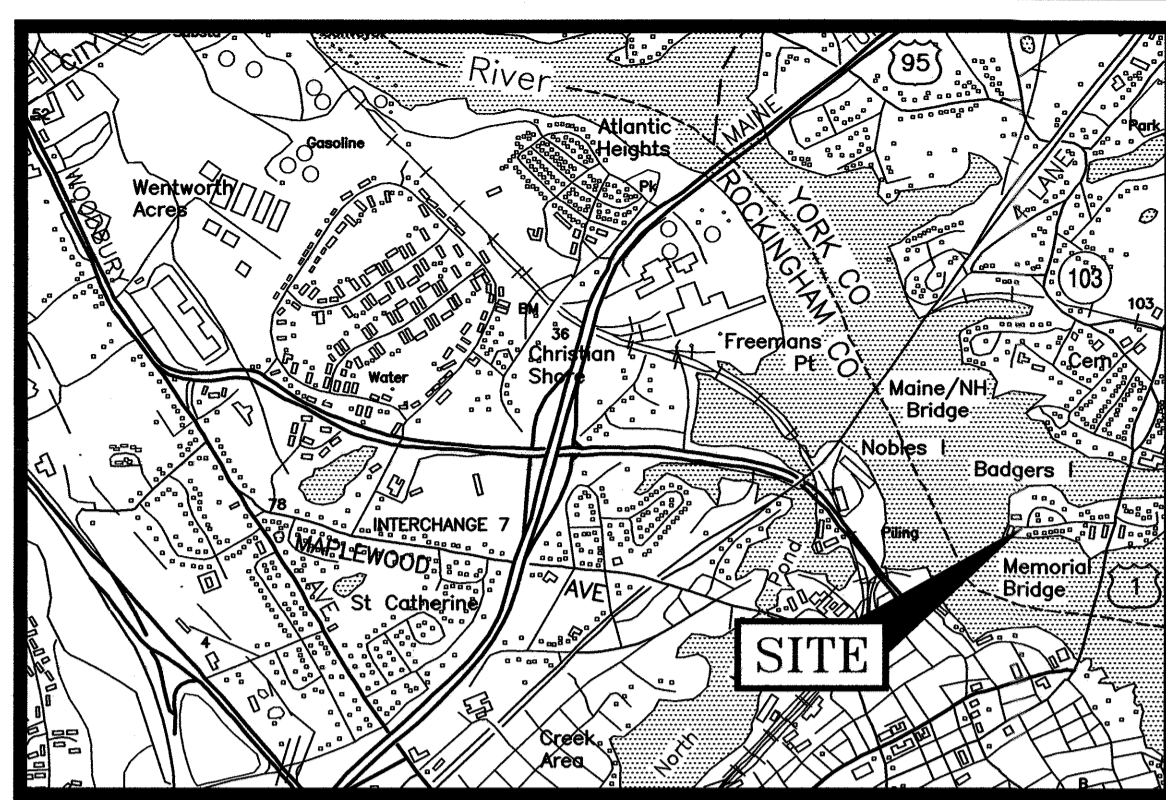 CITY
52
WOODBURY
Wentworth
Acres
Gasoline
River
Atlantic
Heights
Pk
MAINE
95
Park
LANE
YORK CO
ROCKINGHAM CO
103
103
BM
36
Christian
Shore
Water
Freemans
Pt
Cem
Maine/NH
Bridge
Nobles I
Badgers I
78
INTERCHANGE 7
MAPLEWOOD
AVE
AVE
St Catherine
4
Pond
Piling
Memorial
Bridge
1
SITE
Creek
Area
North